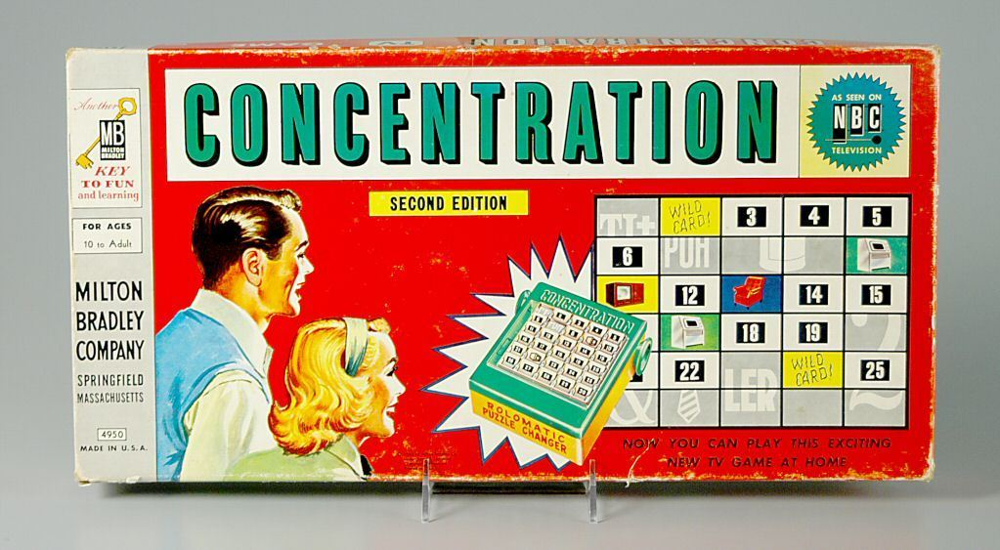 CONCENTRATION
Another
MB
MILTON
BRADLEY
KEY
TO FUN
and learning
FOR AGES
10 to Adult
MILTON
BRADLEY
COMPANY
SPRINGFIELD
MASSACHUSETTS
4950
MADE IN U.S.A.
CONCENTRATION
AS SEEN ON
NBC
TELEVISION
SECOND EDITION
WILD CARD! 3 4 5
6 PUH
12 14 15
18 19
22 WILD CARD! 25
& LER 2
CONCENTRATION
ROLOMATIC
PUZZLE CHANGER
NOW YOU CAN PLAY THIS EXCITING
NEW TV GAME AT HOME